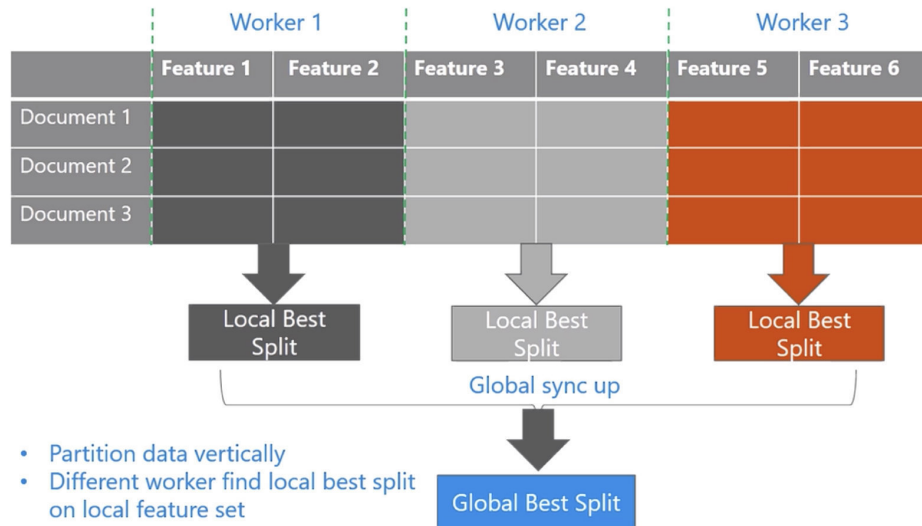 Worker 1 Worker 2 Worker 3
Feature 1 Feature 2 Feature 3 Feature 4 Feature 5 Feature 6
Document 1
Document 2
Document 3
Local Best
Split
Local Best
Split
Local Best
Split
Global sync up
• Partition data vertically
• Different worker find local best split
on local feature set
Global Best Split